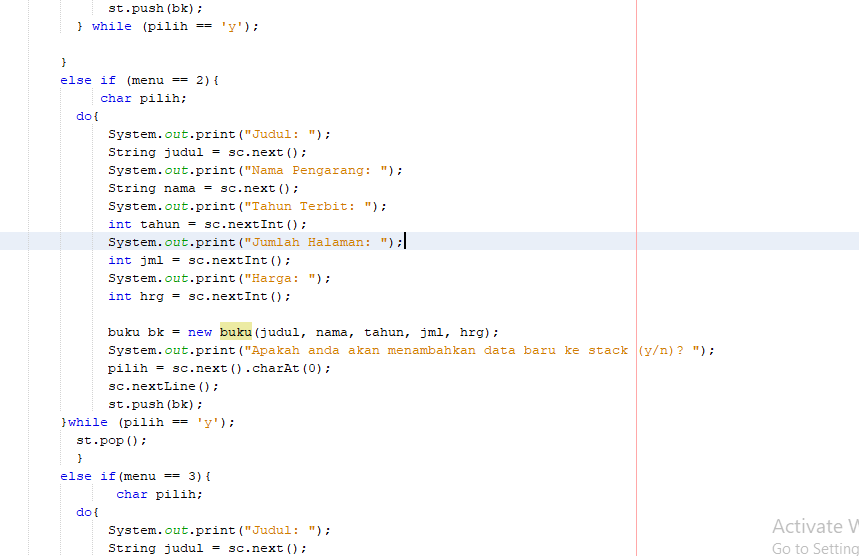 st.push(bk);
} while (pilih == 'y');
}
else if (menu == 2){
char pilih;
do{
System.out.print("Judul: ");
String judul = sc.next();
System.out.print("Nama Pengarang: ");
String nama = sc.next();
System.out.print("Tahun Terbit: ");
int tahun = sc.nextInt();
System.out.print("Jumlah Halaman: ");
int jml = sc.nextInt();
System.out.print("Harga: ");
int hrg = sc.nextInt();
buku bk = new buku(judul, nama, tahun, jml, hrg);
System.out.print("Apakah anda akan menambahkan data baru ke stack (y/n)? ");
pilih = sc.next().charAt(0);
sc.nextLine();
st.push(bk);
}while (pilih == 'y');
st.pop();
}
else if(menu == 3){
char pilih;
do{
System.out.print("Judul: ");
String judul = sc.next();
Activate W
Go to Setting